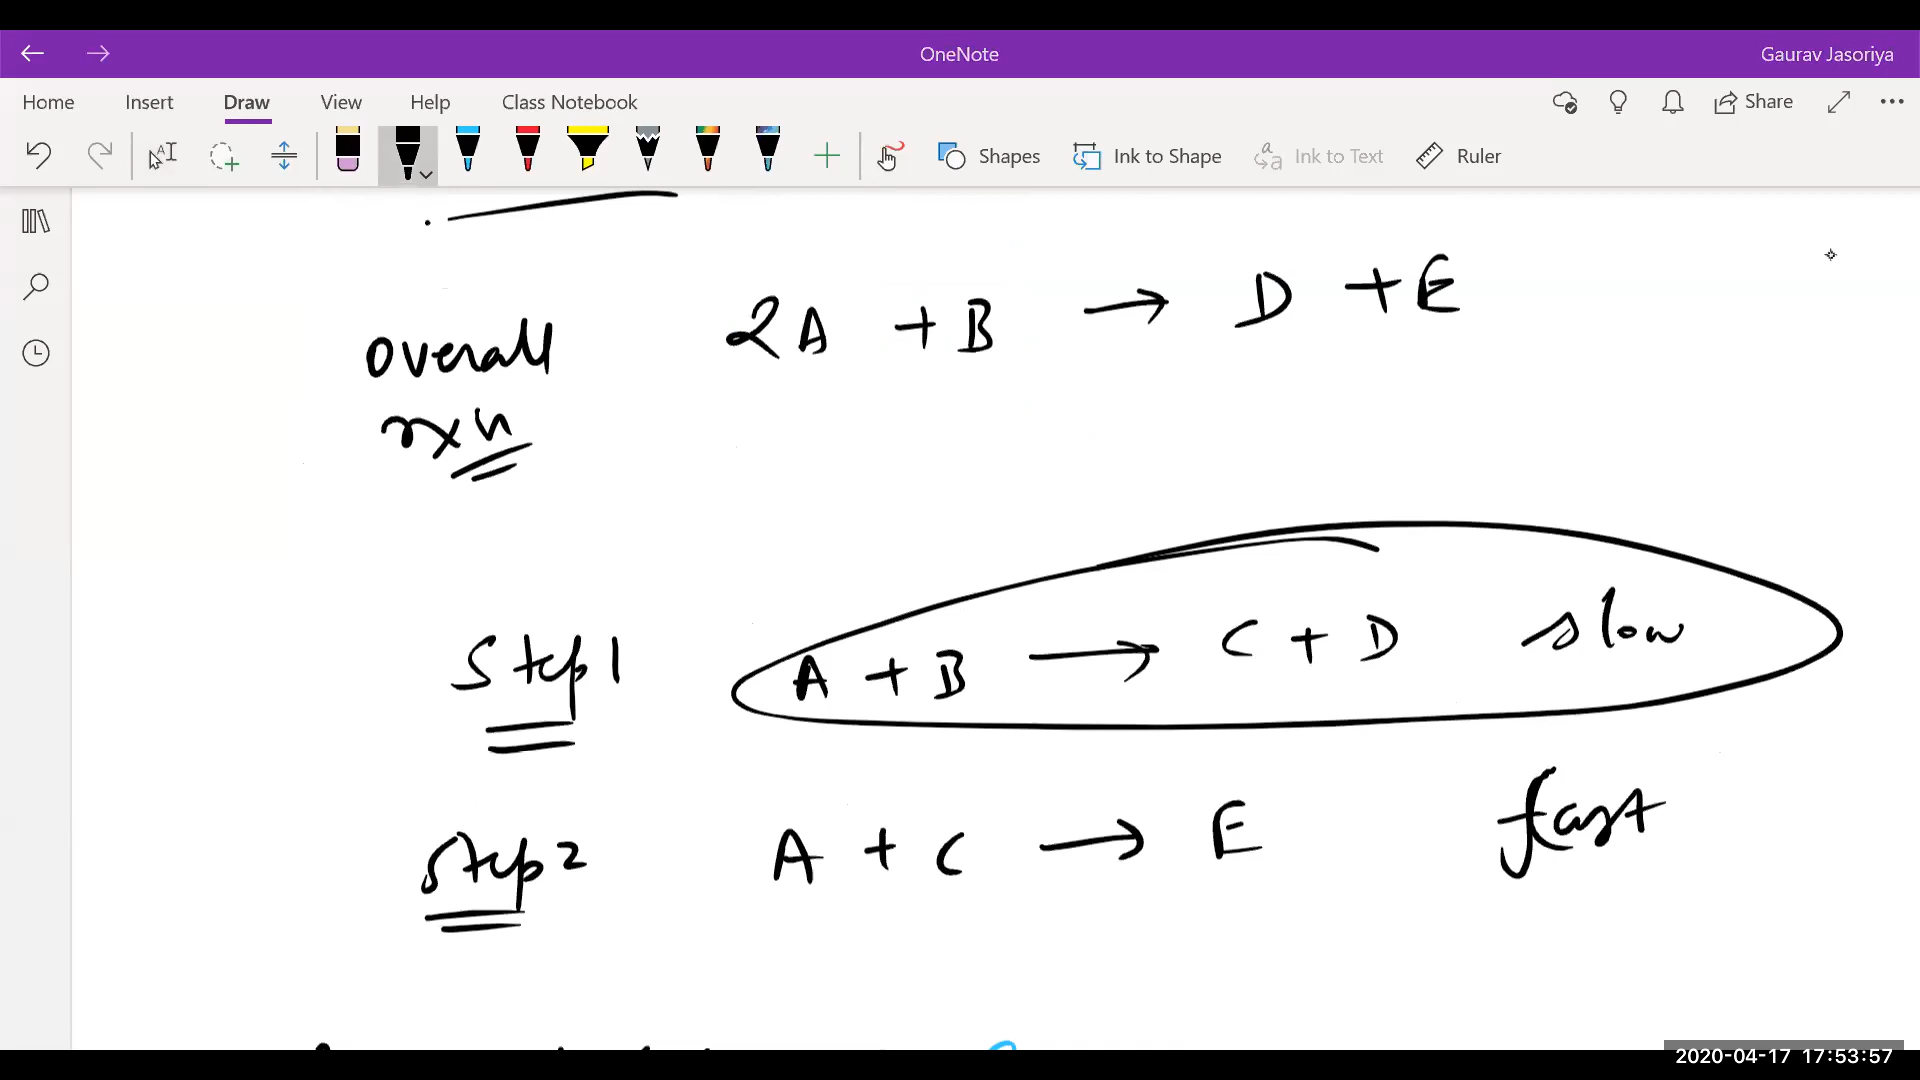 OneNote
Gaurav Jasoriya
Home Insert Draw View Help Class Notebook
Share
Shapes Ink to Shape Ink to Text Ruler
overall 2A + B → D + E
rxn
Step 1 A + B → C + D slow
Step 2 A + C → E fast
2020-04-17 17:53:57